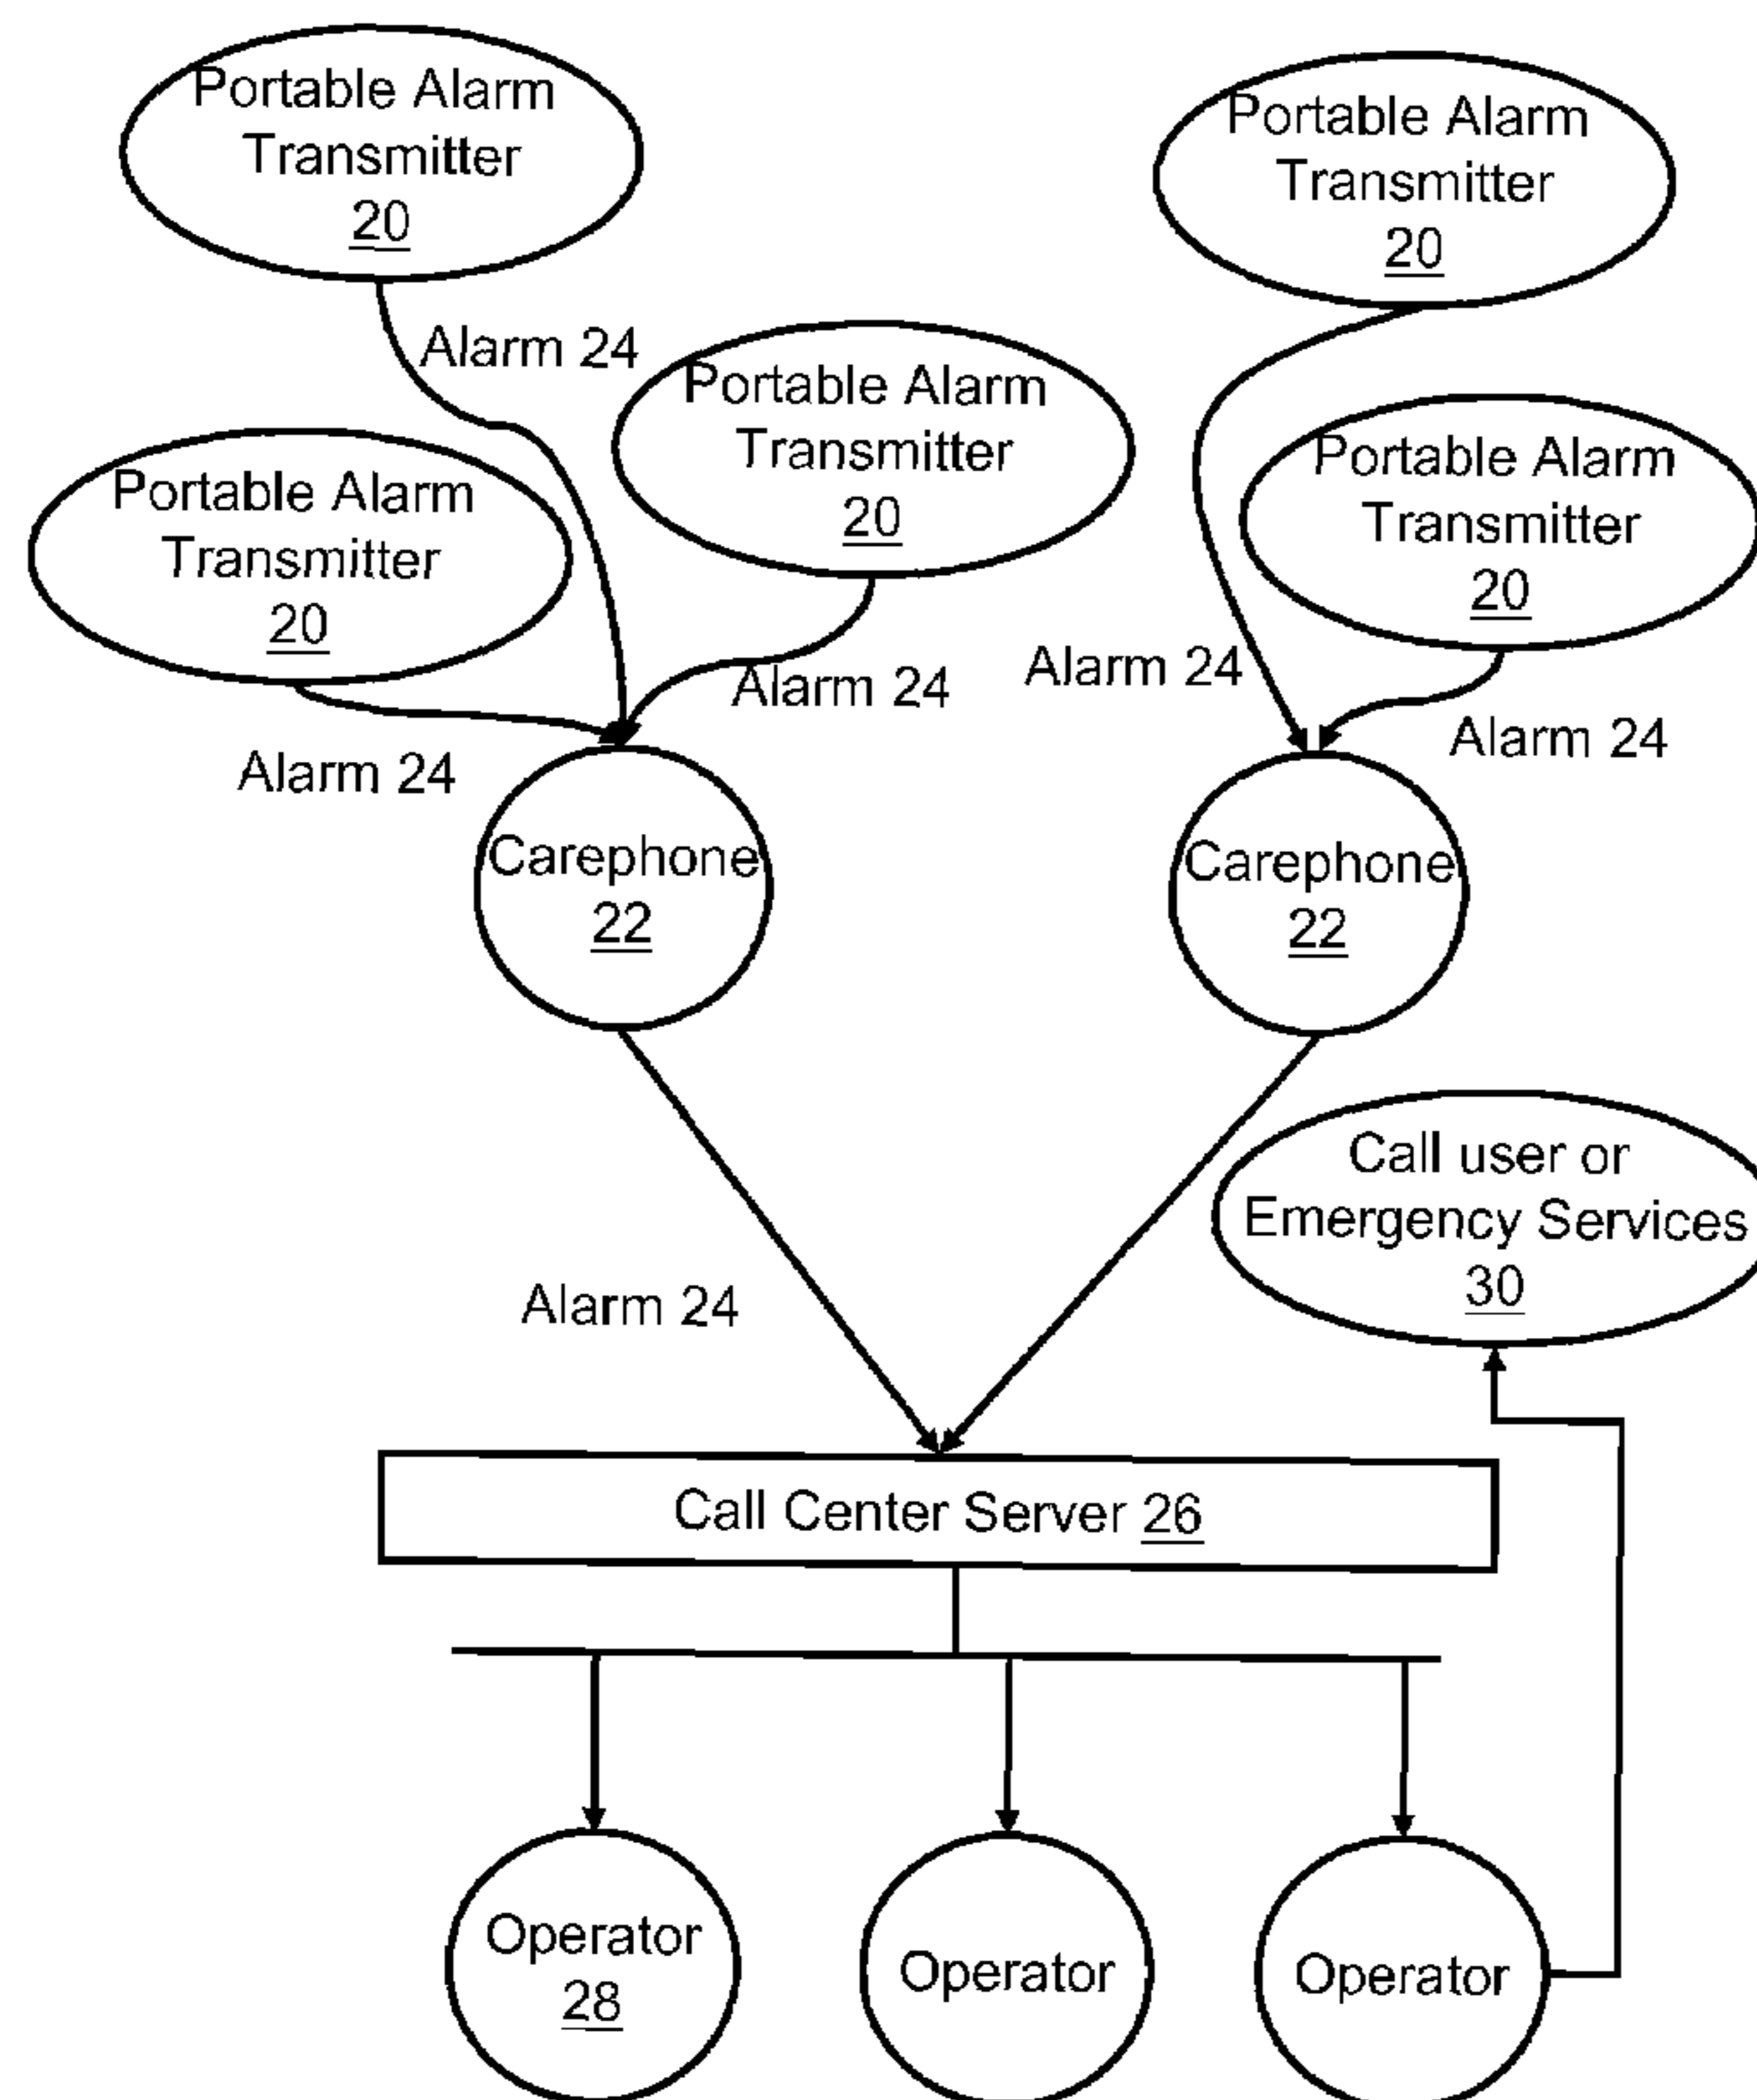 Portable Alarm
Transmitter
20
Portable Alarm
Transmitter
20
Alarm 24
Portable Alarm
Transmitter
20
Portable Alarm
Transmitter
20
Portable Alarm
Transmitter
20
Alarm 24
Alarm 24
Alarm 24
Alarm 24
Carephone
22
Carephone
22
Call user or
Emergency Services
30
Alarm 24
Call Center Server 26
Operator
28
Operator
Operator